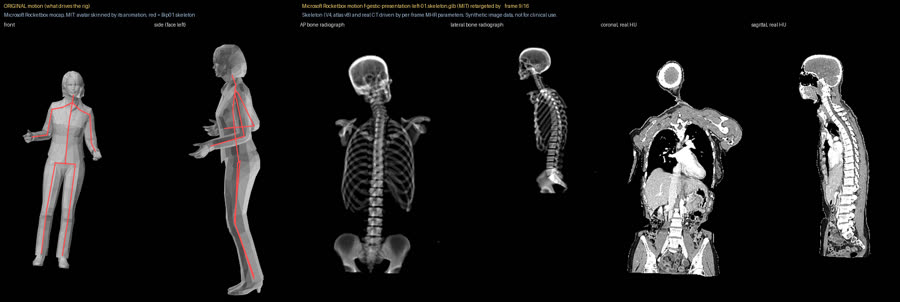 ORIGINAL motion (what drives the rig)
Microsoft Rocketbox mocap, MIT avatar skinned by its animation, red = Bip01 skeleton
front
side (face left)
Microsoft Rocketbox motion f-gestic-presentation-left-01.skeleton.glb (MIT) retargeted by frame 9/16
Skeleton (V4, atlas v8) and real CT driven by per-frame MHR parameters. Synthetic image data, not for clinical use.
AP bone radiograph
lateral bone radiograph
coronal, real HU
sagittal, real HU